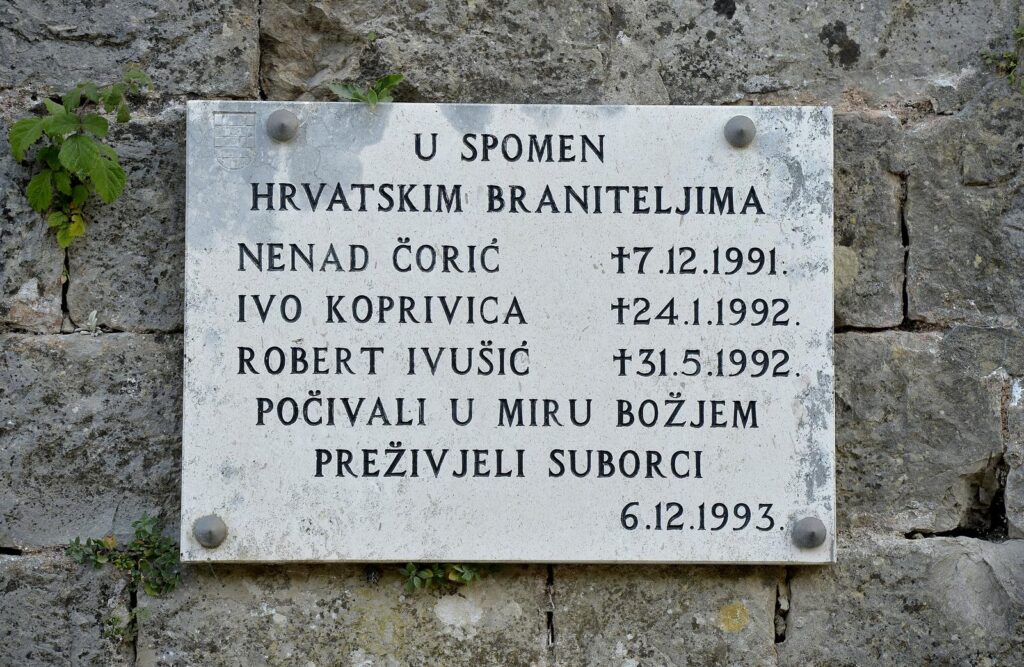 U SPOMEN
HRVATSKIM BRANITELJIMA
NENAD ČORIĆ †7.12.1991.
IVO KOPRIVICA †24.1.1992.
ROBERT IVUŠIĆ †31.5.1992.
POČIVALI U MIRU BOŽJEM
PREŽIVJELI SUBORCI
6.12.1993.